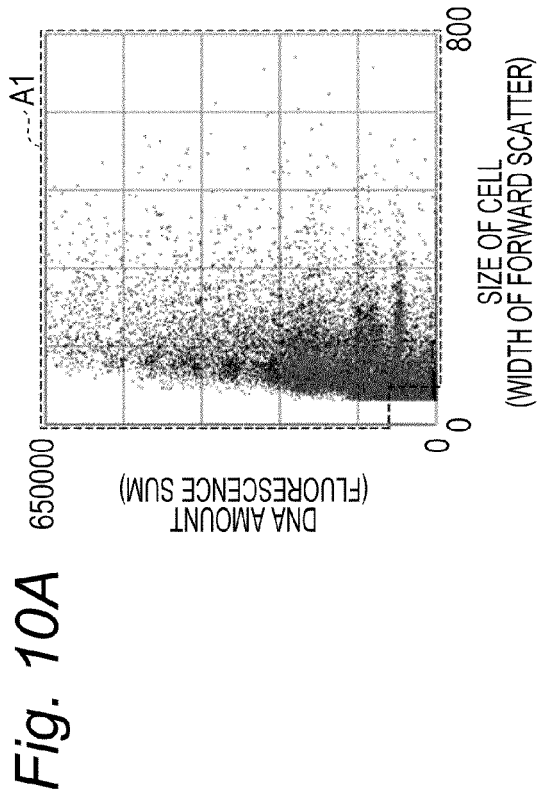 Fig. 10A
650000
A1
DNA AMOUNT
(FLUORESCENCE SUM)
0
0
800
SIZE OF CELL
(WIDTH OF FORWARD SCATTER)